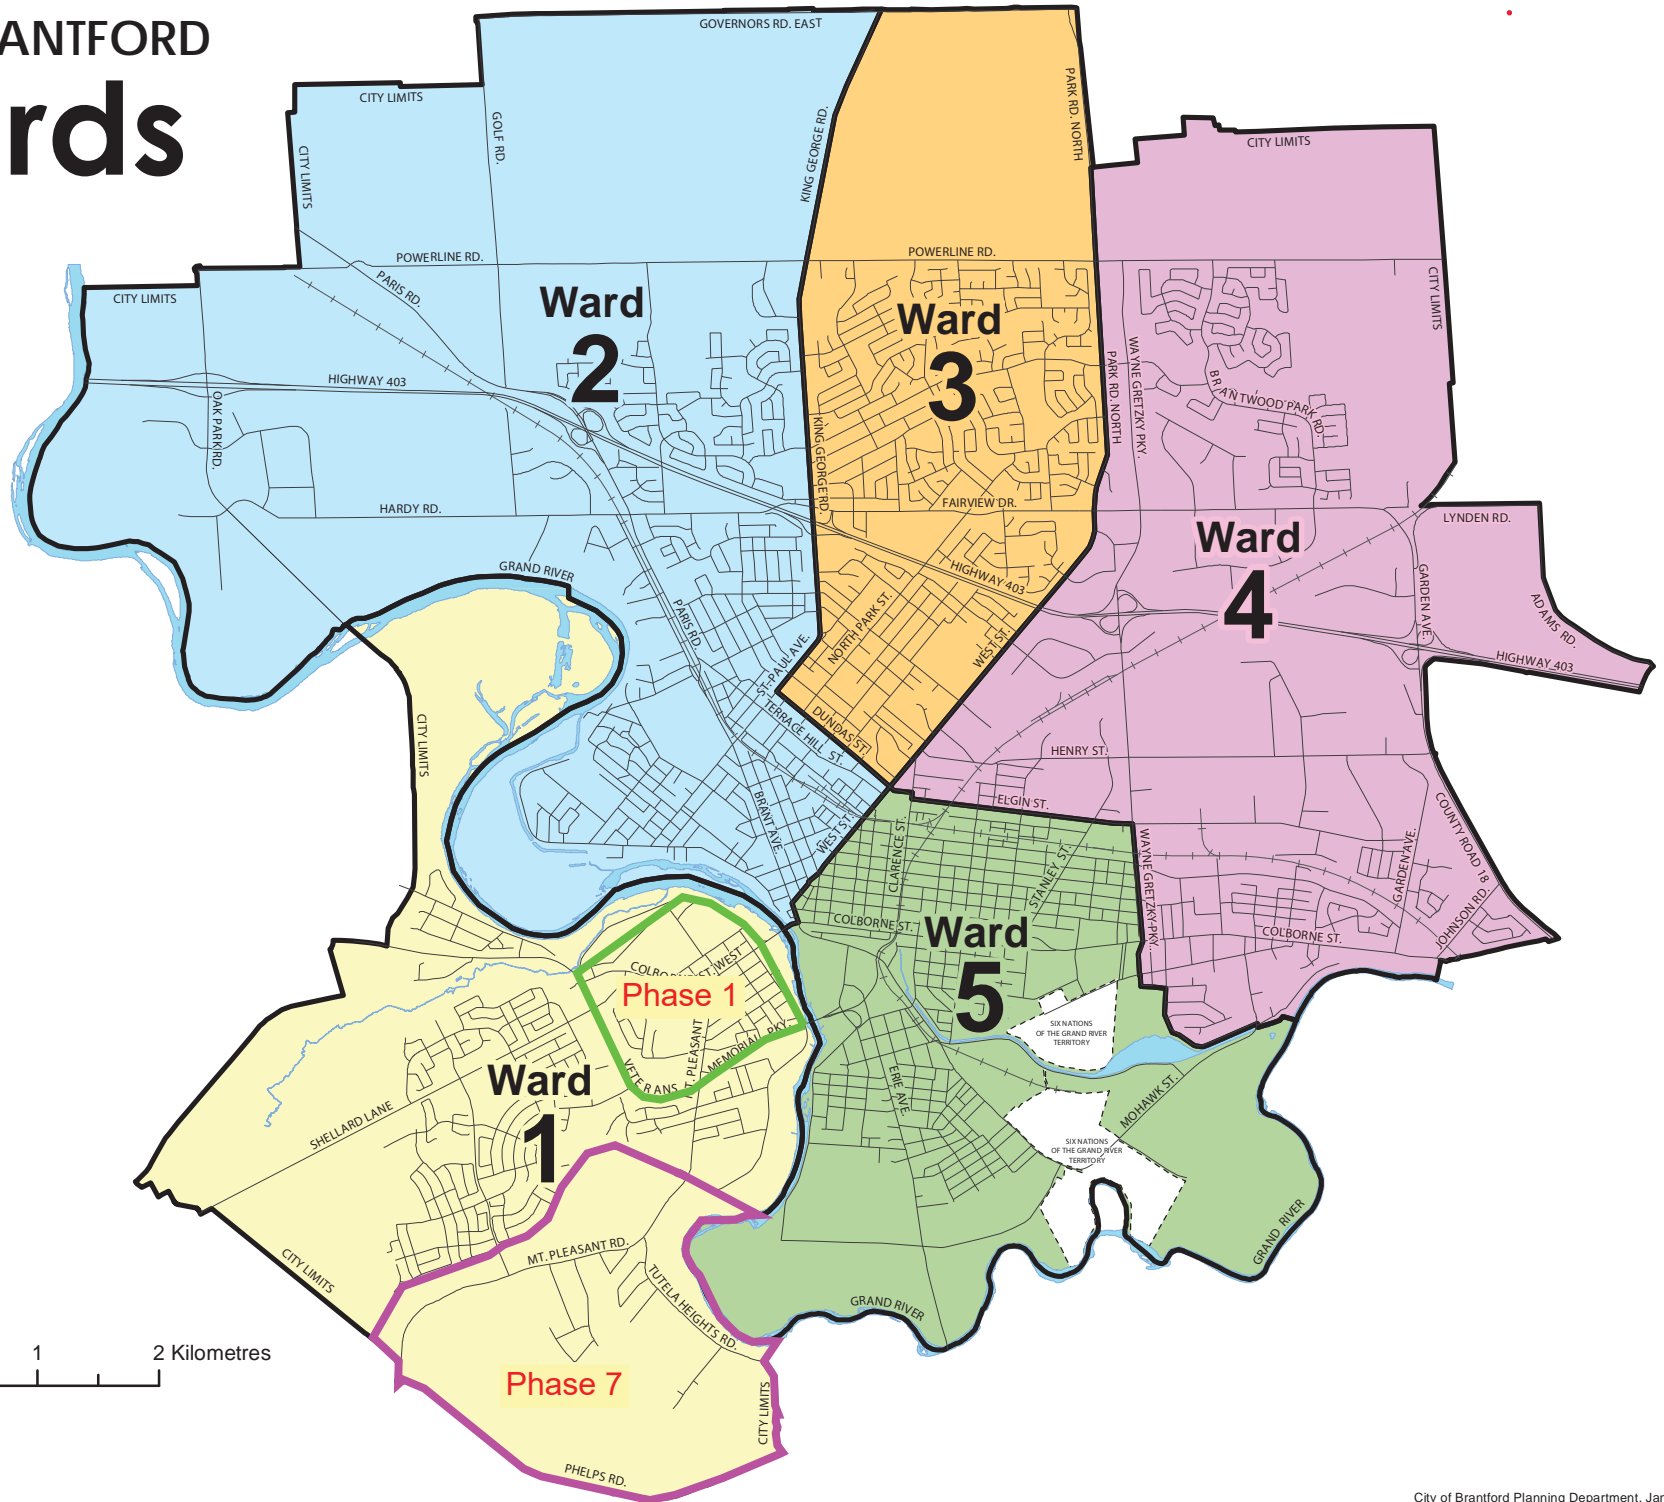 ANTFORD
rds
GOVERNORS RD. EAST
CITY LIMITS
CITY LIMITS
GOLF RD.
KING GEORGE RD.
PARK RD. NORTH
CITY LIMITS
POWERLINE RD.
POWERLINE RD.
CITY LIMITS
PARIS RD.
CITY LIMITS
Ward
2
Ward
3
HIGHWAY 403
OAK PARK RD.
KING GEORGE RD.
PARK RD. NORTH
WAYNE GRETZKY PKY.
BRANTWOOD PARK RD.
HARDY RD.
FAIRVIEW DR.
LYNDEN RD.
Ward
4
GRAND RIVER
HIGHWAY 403
GARDEN AVE.
ADAMS RD.
HIGHWAY 403
PARIS RD.
NORTH PARK ST.
WEST ST.
ST. PAUL AVE.
TERRACE HILL ST.
DUNDAS ST.
CITY LIMITS
HENRY ST.
ELGIN ST.
BRANT AVE.
WEST ST.
CLARENCE ST.
STANLEY ST.
WAYNE GRETZKY PKY.
GARDEN AVE.
COUNTY ROAD 18
JOHNSON RD.
COLBORNE ST.
COLBORNE ST.
Ward
5
COLBORNE ST. WEST
Phase 1
SIX NATIONS
OF THE GRAND RIVER
TERRITORY
MT. PLEASANT
VETERANS MEMORIAL PKY
Ward
1
SHELLARD LANE
ERIE AVE.
MOHAWK ST.
SIX NATIONS
OF THE GRAND RIVER
TERRITORY
GRAND RIVER
CITY LIMITS
MT. PLEASANT RD.
TUTELA HEIGHTS RD.
GRAND RIVER
1
2 Kilometres
Phase 7
CITY LIMITS
PHELPS RD.
City of Brantford Planning Department, Jar